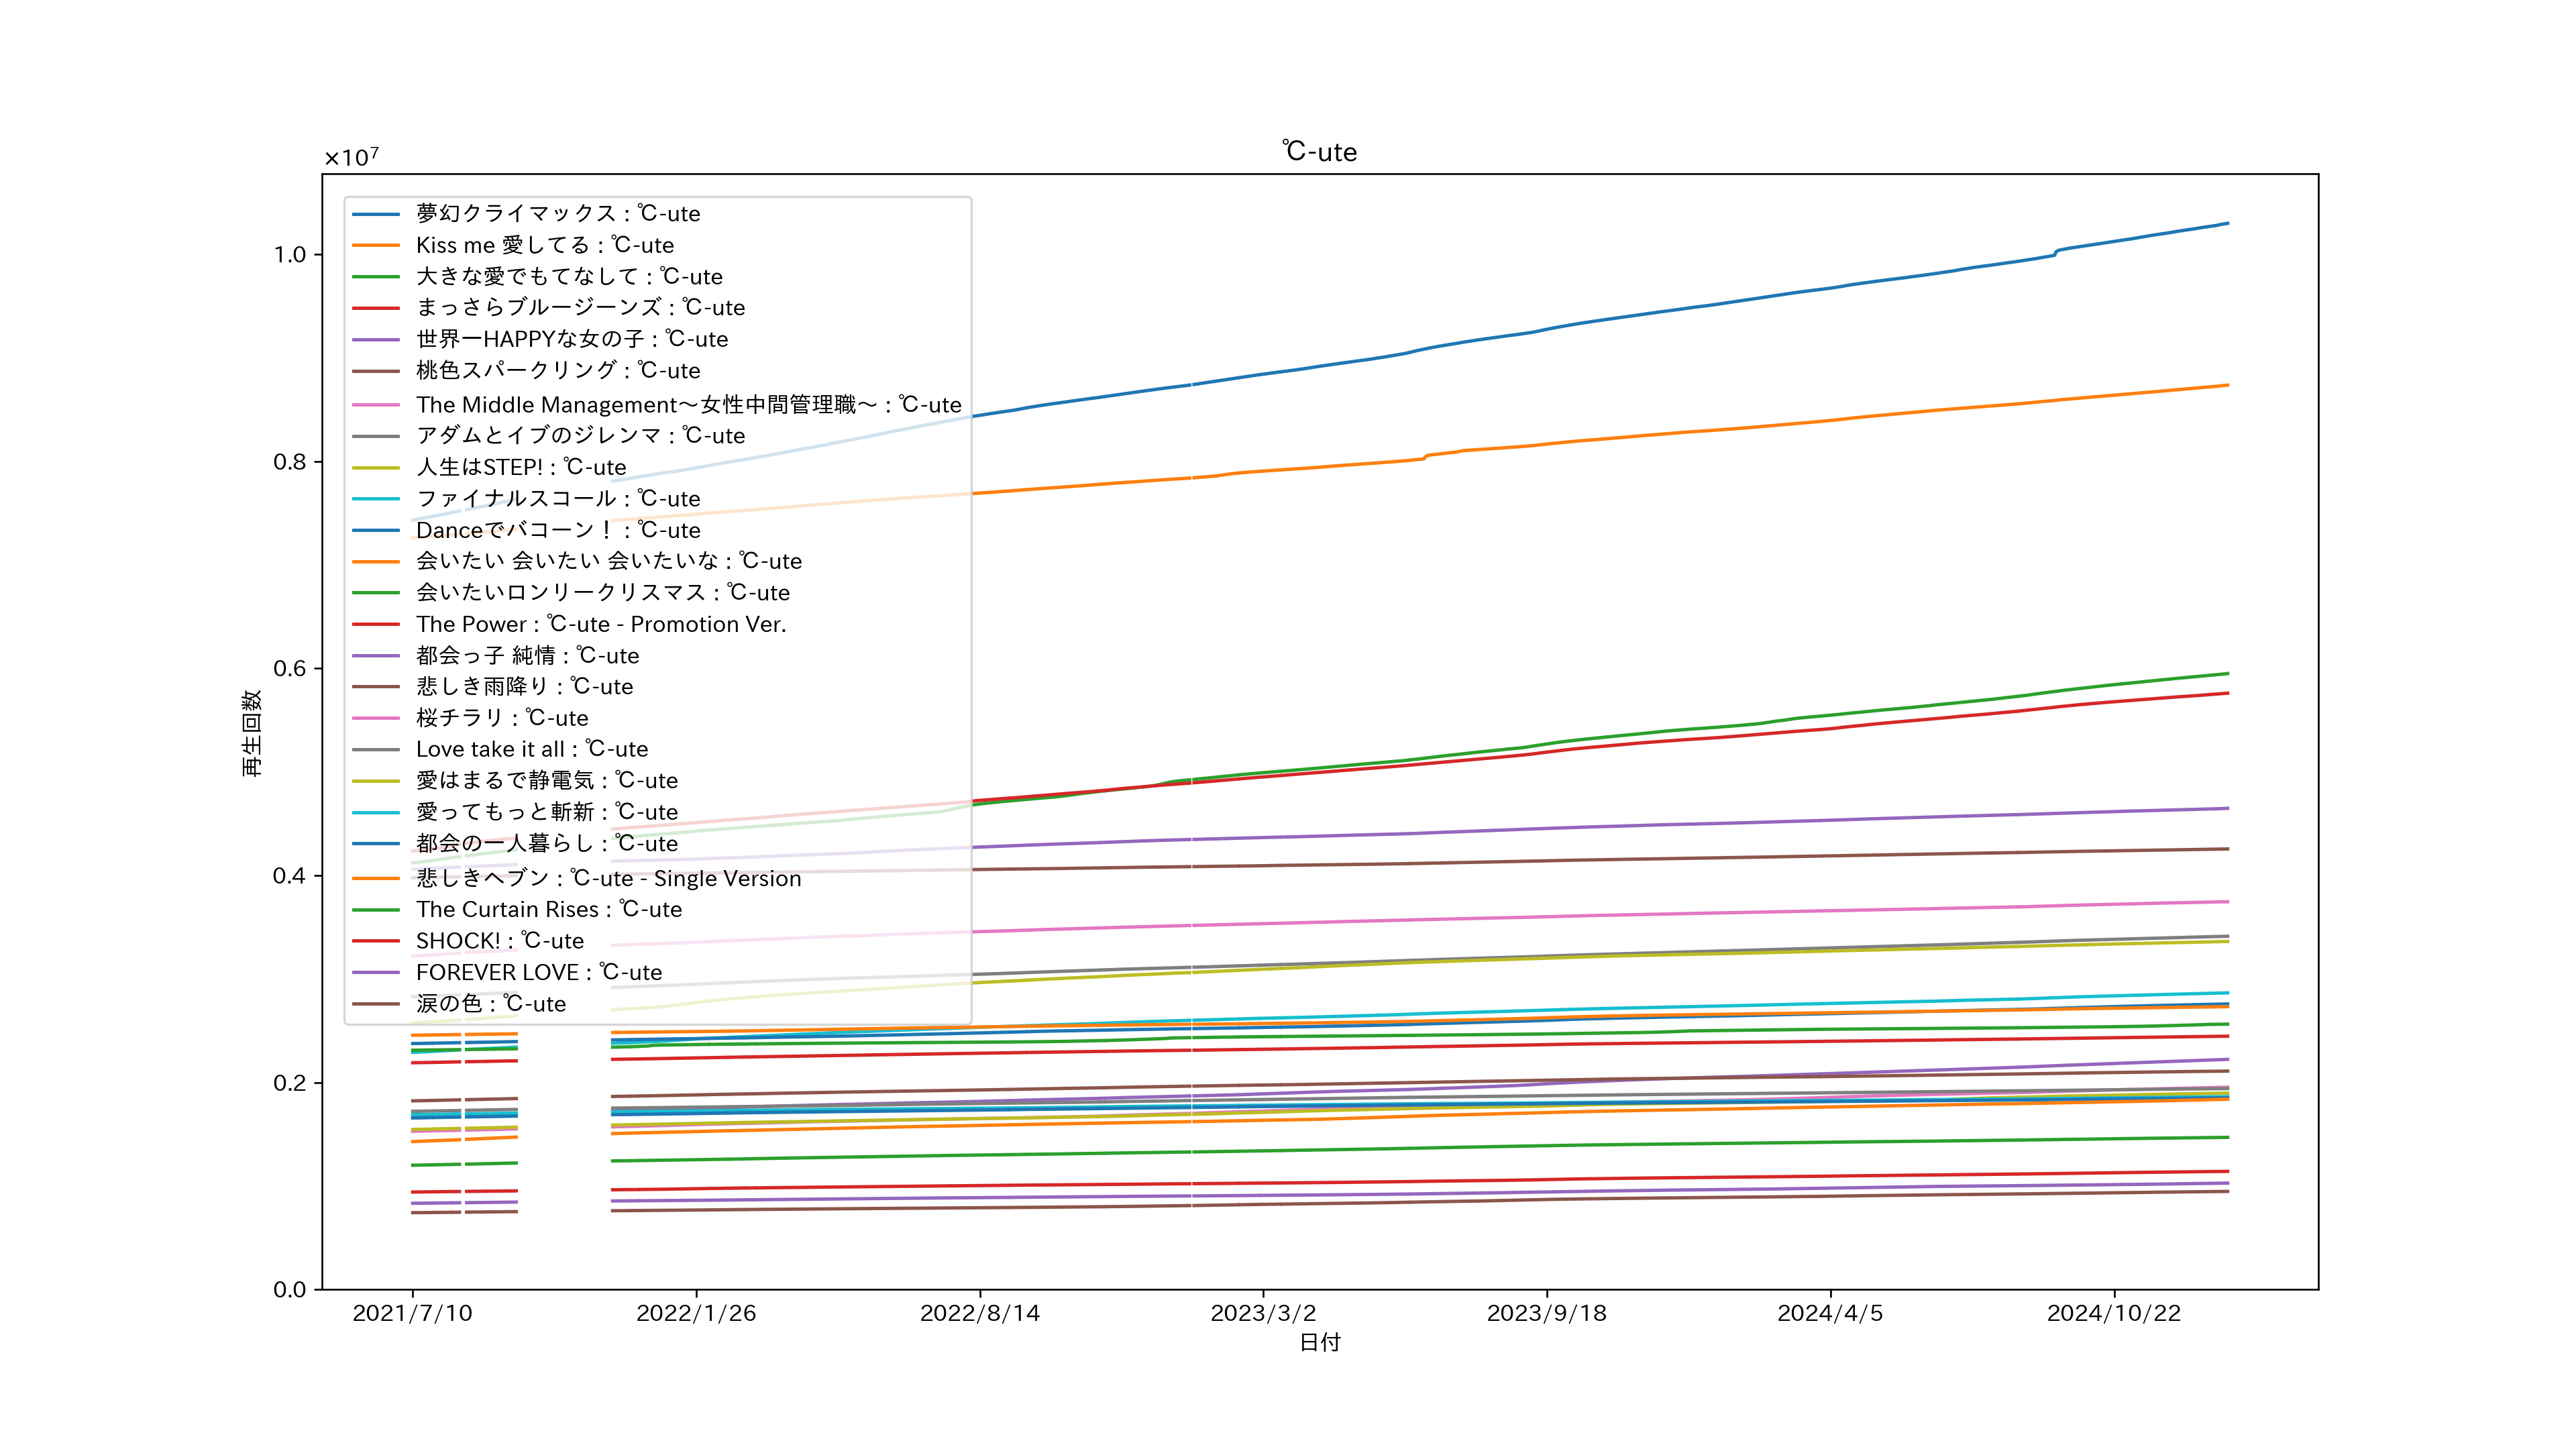 ℃-ute
×10⁷
夢幻クライマックス : ℃-ute
Kiss me 愛してる : ℃-ute
大きな愛でもてなして : ℃-ute
まっさらブルージーンズ : ℃-ute
世界一HAPPYな女の子 : ℃-ute
桃色スパークリング : ℃-ute
The Middle Management～女性中間管理職～ : ℃-ute
アダムとイブのジレンマ : ℃-ute
人生はSTEP! : ℃-ute
ファイナルスコール : ℃-ute
Danceでバコーン！ : ℃-ute
会いたい 会いたい 会いたいな : ℃-ute
会いたいロンリークリスマス : ℃-ute
The Power : ℃-ute - Promotion Ver.
都会っ子 純情 : ℃-ute
悲しき雨降り : ℃-ute
桜チラリ : ℃-ute
Love take it all : ℃-ute
愛はまるで静電気 : ℃-ute
愛ってもっと斬新 : ℃-ute
都会の一人暮らし : ℃-ute
悲しきヘブン : ℃-ute - Single Version
The Curtain Rises : ℃-ute
SHOCK! : ℃-ute
FOREVER LOVE : ℃-ute
涙の色 : ℃-ute
1.0
0.8
0.6
0.4
0.2
0.0
再生回数
2021/7/10
2022/1/26
2022/8/14
2023/3/2
2023/9/18
2024/4/5
2024/10/22
日付